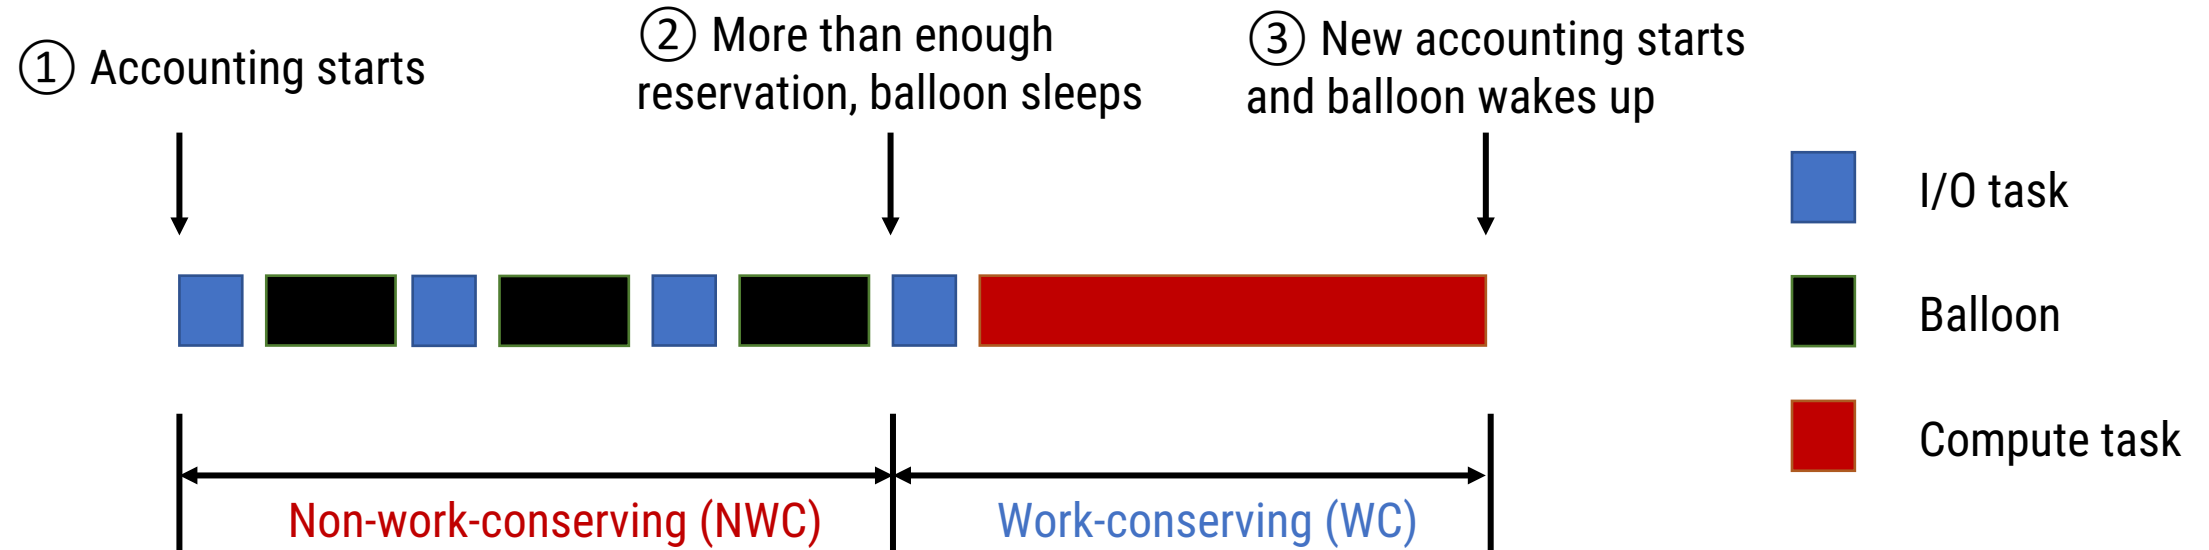 ① Accounting starts
② More than enough
reservation, balloon sleeps
③ New accounting starts
and balloon wakes up
I/O task
Balloon
Compute task
Non-work-conserving (NWC)
Work-conserving (WC)